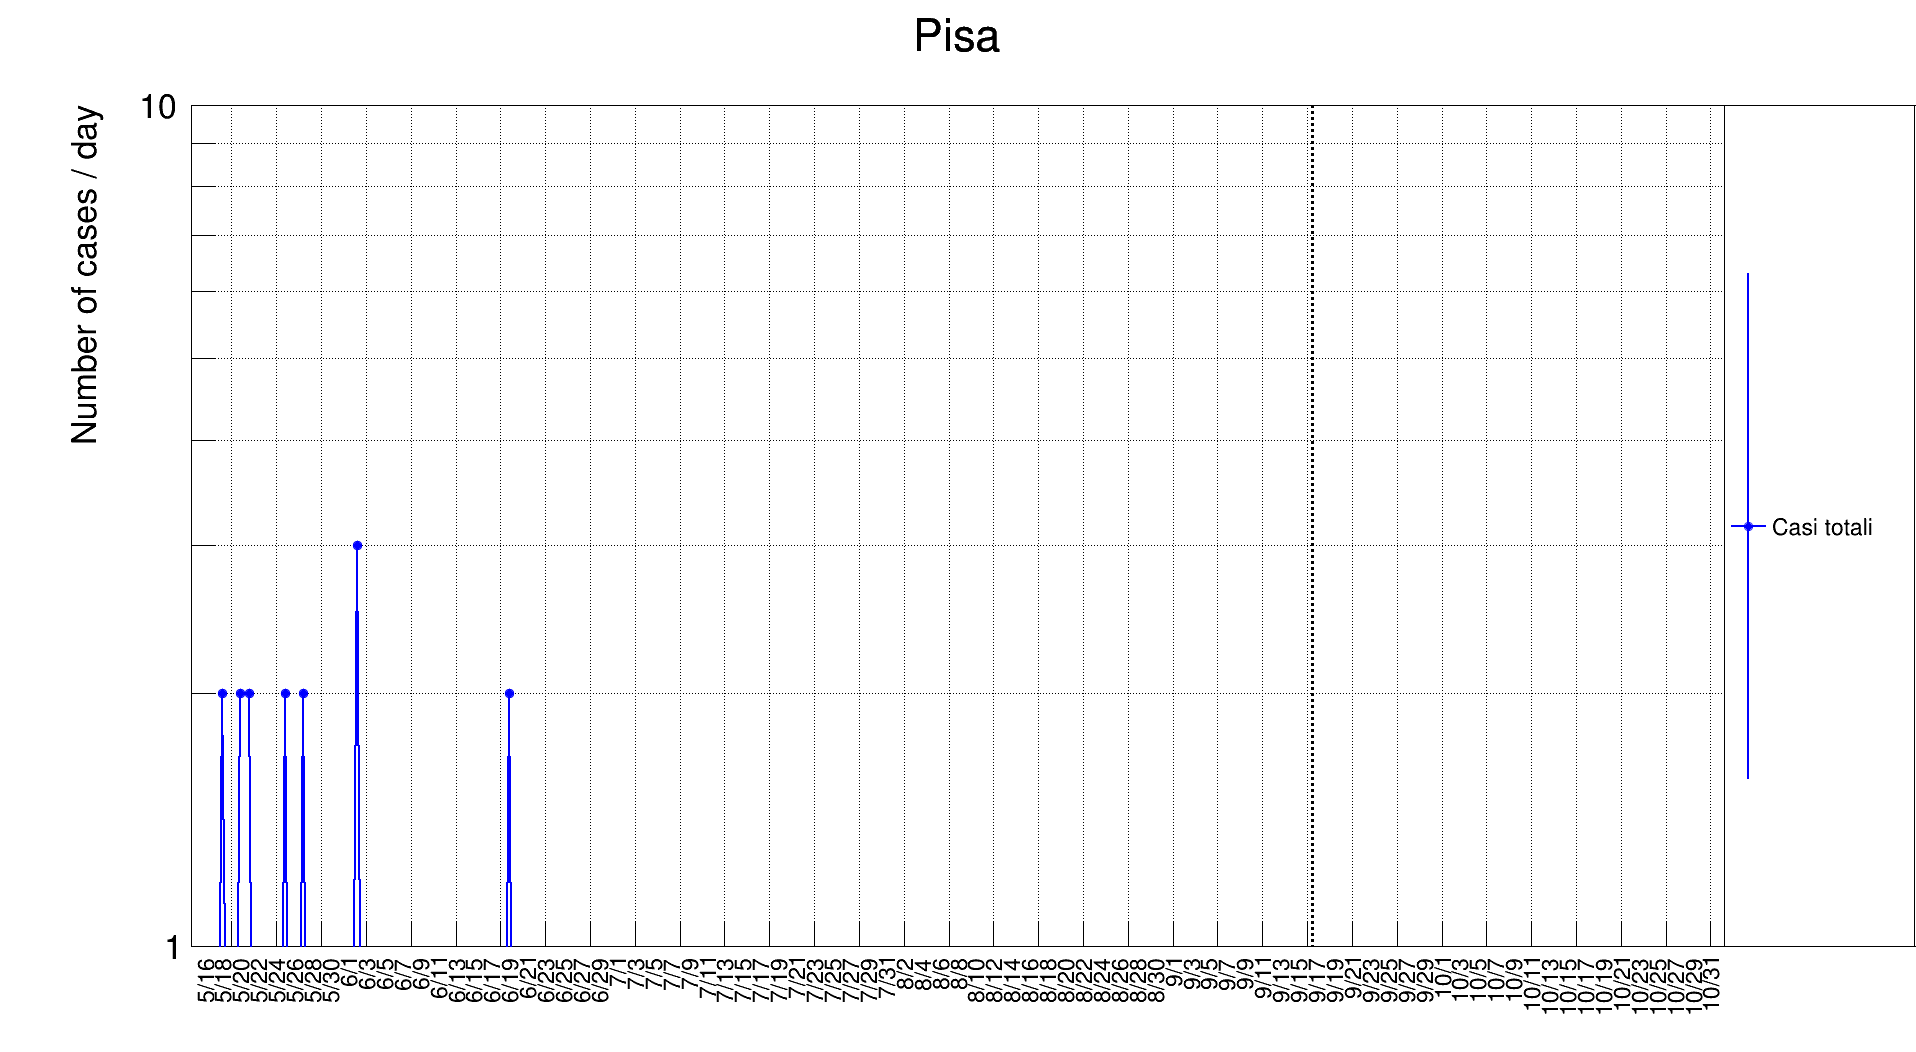 Pisa
Number of cases / day
10
1
Casi totali
5/16 5/18 5/20 5/22 5/24 5/26 5/28 5/30 6/1 6/3 6/5 6/7 6/9 6/11 6/13 6/15 6/17 6/19 6/21 6/23 6/25 6/27 6/29 7/1 7/3 7/5 7/7 7/9 7/11 7/13 7/15 7/17 7/19 7/21 7/23 7/25 7/27 7/29 7/31 8/2 8/4 8/6 8/8 8/10 8/12 8/14 8/16 8/18 8/20 8/22 8/24 8/26 8/28 8/30 9/1 9/3 9/5 9/7 9/9 9/11 9/13 9/15 9/17 9/19 9/21 9/23 9/25 9/27 9/29 10/1 10/3 10/5 10/7 10/9 10/11 10/13 10/15 10/17 10/19 10/21 10/23 10/25 10/27 10/29 10/31